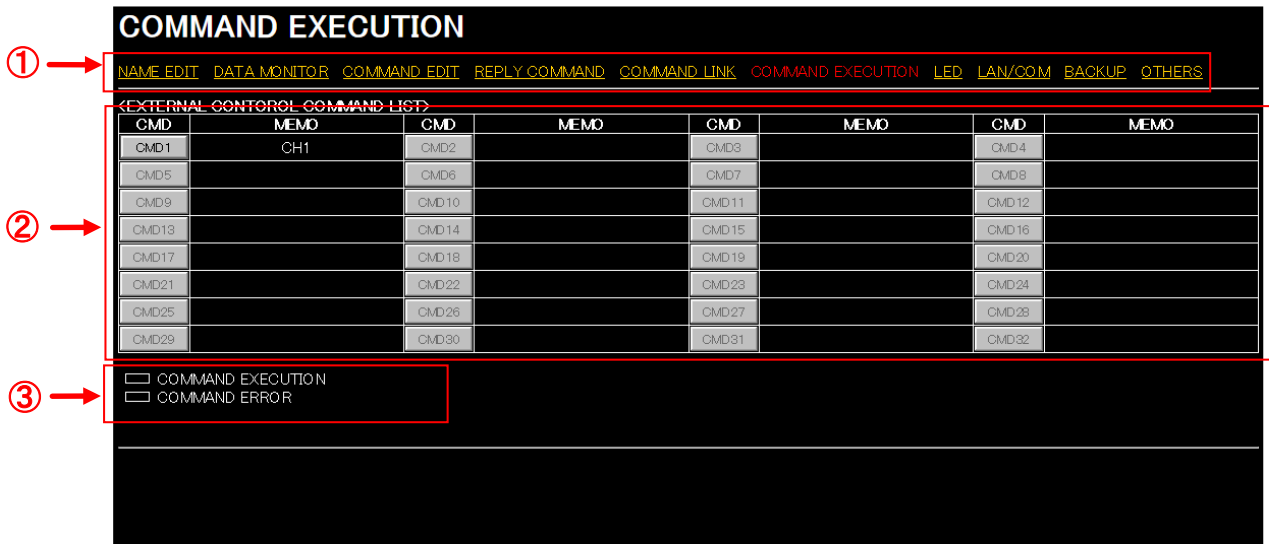 COMMAND EXECUTION
① NAME EDIT DATA MONITOR COMMAND EDIT REPLY COMMAND COMMAND LINK COMMAND EXECUTION LED LAN/COM BACKUP OTHERS
<EXTERNAL CONTOROL COMMAND LIST>
CMD MEMO CMD MEMO CMD MEMO CMD MEMO
CMD1 CH1 CMD2 CMD3 CMD4
CMD5 CMD6 CMD7 CMD8
CMD9 CMD10 CMD11 CMD12
② CMD13 CMD14 CMD15 CMD16
CMD17 CMD18 CMD19 CMD20
CMD21 CMD22 CMD23 CMD24
CMD25 CMD26 CMD27 CMD28
CMD29 CMD30 CMD31 CMD32
③ COMMAND EXECUTION
COMMAND ERROR